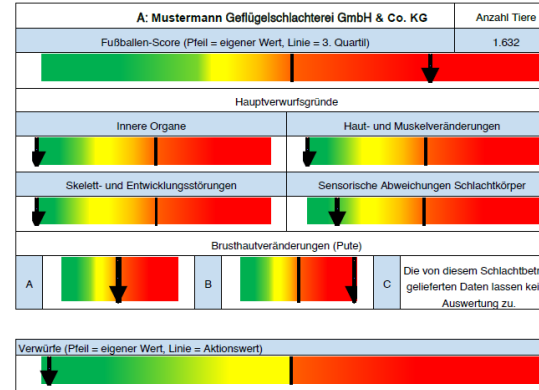 A: Mustermann Geflügelschlachterei GmbH & Co. KG
Anzahl Tiere
Fußballen-Score (Pfeil = eigener Wert, Linie = 3. Quartil)
1.632
Hauptverwurfsgründe
Innere Organe
Haut- und Muskelveränderungen
Skelett- und Entwicklungsstörungen
Sensorische Abweichungen Schlachtkörper
Brusthautveränderungen (Pute)
A
B
C
Die von diesem Schlachtbetr
gelieferten Daten lassen kei
Auswertung zu.
Verwürfe (Pfeil = eigener Wert, Linie = Aktionswert)